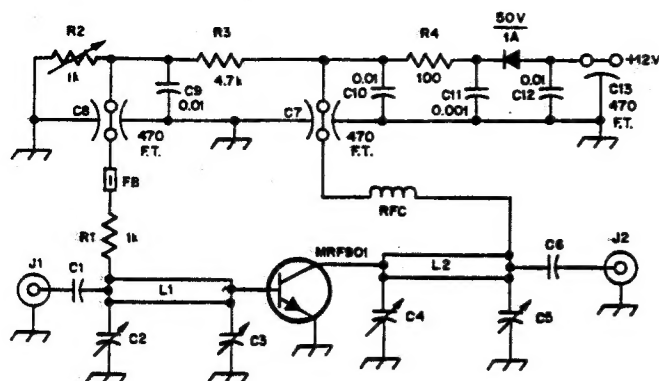 R2
1k
R3
4.7k
C9
0.01
C8
470
F.T.
C7
470
F.T.
R4
100
0.01
C10
C11
0.001
50V
1A
0.01
C12
+12V
C13
470
F.T.
FB
R1
1k
RFC
J1
C1
L1
C2
C3
MRF901
L2
C4
C5
C6
J2